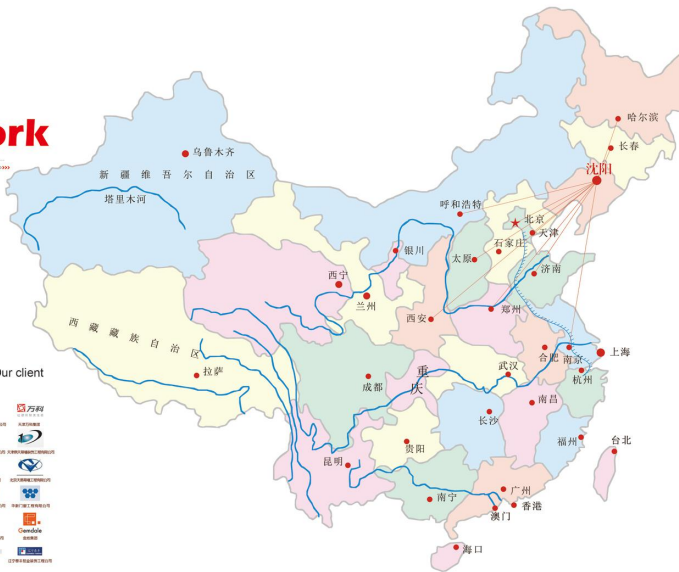 ork
哈尔滨
长春
沈阳
乌鲁木齐
新疆维吾尔自治区
塔里木河
呼和浩特
北京
天津
石家庄
银川
太原
济南
西宁
兰州
郑州
西安
西藏藏族自治区
拉萨
上海
合肥
南京
武汉
杭州
成都
重庆
南昌
长沙
福州
台北
贵阳
昆明
南宁
广州
香港
澳门
海口
Our client
万科
Gemdale